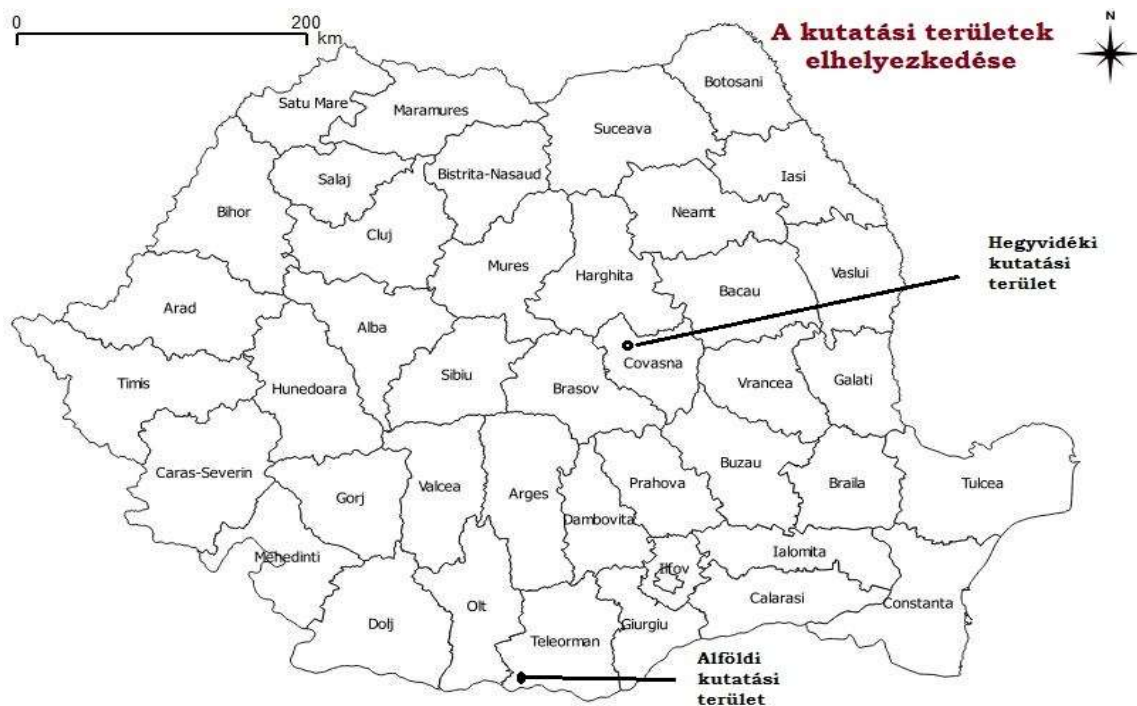 0
200
km
A kutatási területek
elhelyezkedése
N
Botosani
Satu Mare
Maramures
Suceava
Iasi
Salaj
Bistrita-Nasaud
Bihor
Neamt
Cluj
Hegyvidéki
kutatási
terület
Mures
Harghita
Vaslui
Bacau
Arad
Alba
Covasna
Sibiu
Timis
Hunedoara
Brasov
Vrancea
Galati
Caras-Severin
Buzau
Gorj
Valcea
Arges
Prahova
Braila
Tulcea
Dambovita
Mehedinti
Ialomita
Ilfov
Calarasi
Constanta
Olt
Dolj
Teleorman
Giurgiu
Alföldi
kutatási
terület